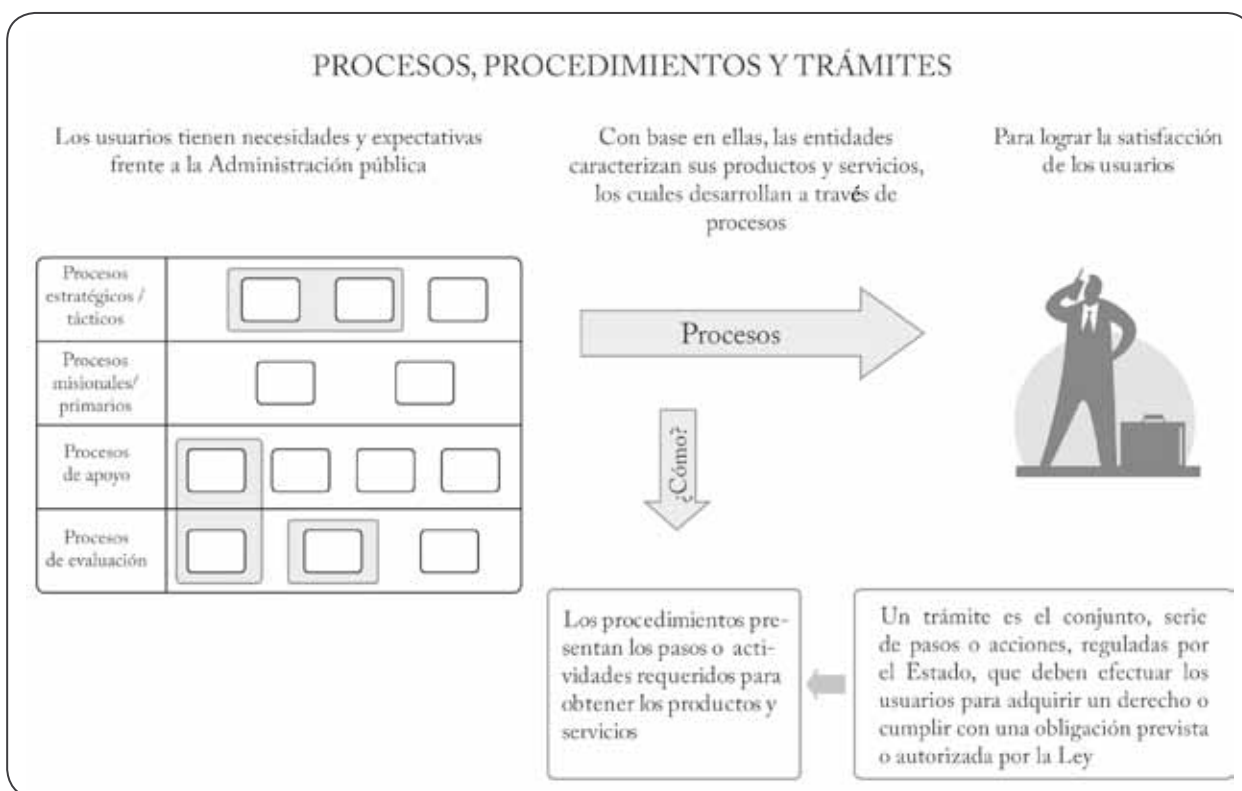 PROCESOS, PROCEDIMIENTOS Y TRÁMITES
Los usuarios tienen necesidades y expectativas
frente a la Administración pública
Con base en ellas, las entidades
caracterizan sus productos y servicios,
los cuales desarrollan a través de
procesos
Para lograr la satisfacción
de los usuarios
Procesos
estratégicos /
tácticos
Procesos
misionales/
primarios
Procesos
de apoyo
Procesos
de evaluación
Procesos
¿Cómo?
Los procedimientos pre-
sentan los pasos o acti-
vidades requeridos para
obtener los productos y
servicios
Un trámite es el conjunto, serie
de pasos o acciones, reguladas por
el Estado, que deben efectuar los
usuarios para adquirir un derecho o
cumplir con una obligación prevista
o autorizada por la Ley